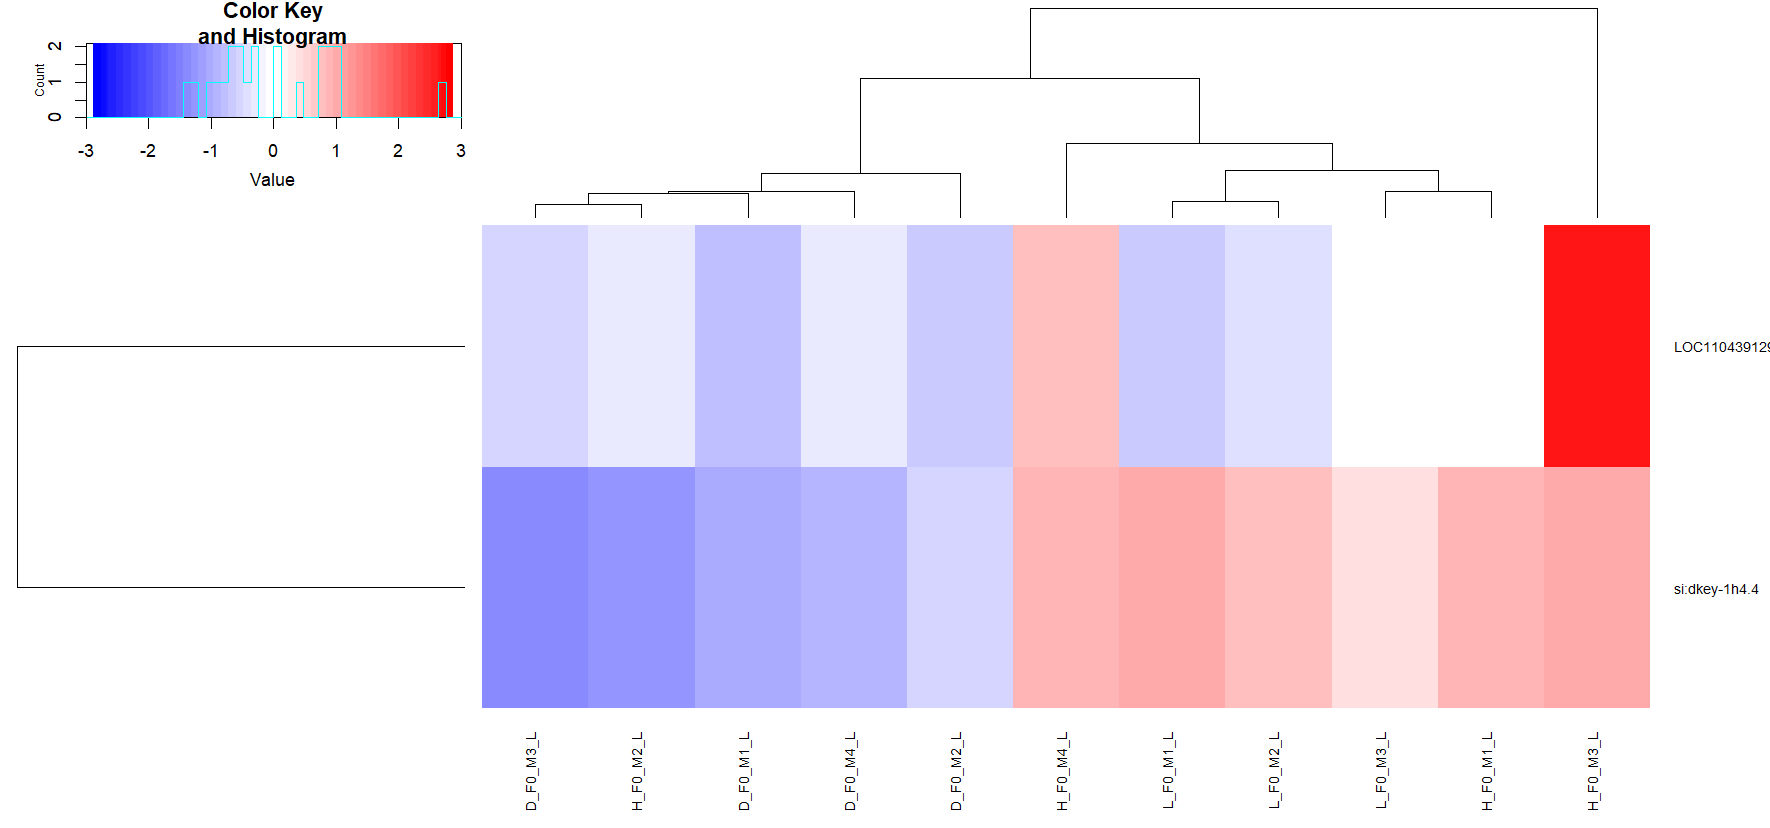 Color Key
and Histogram
Count
0 1 2
-3 -2 -1 0 1 2 3
Value
LOC110439129
si:dkey-1h4.4
D_F0_M3_L
H_F0_M2_L
D_F0_M1_L
D_F0_M4_L
D_F0_M2_L
H_F0_M4_L
L_F0_M1_L
L_F0_M2_L
L_F0_M3_L
H_F0_M1_L
H_F0_M3_L